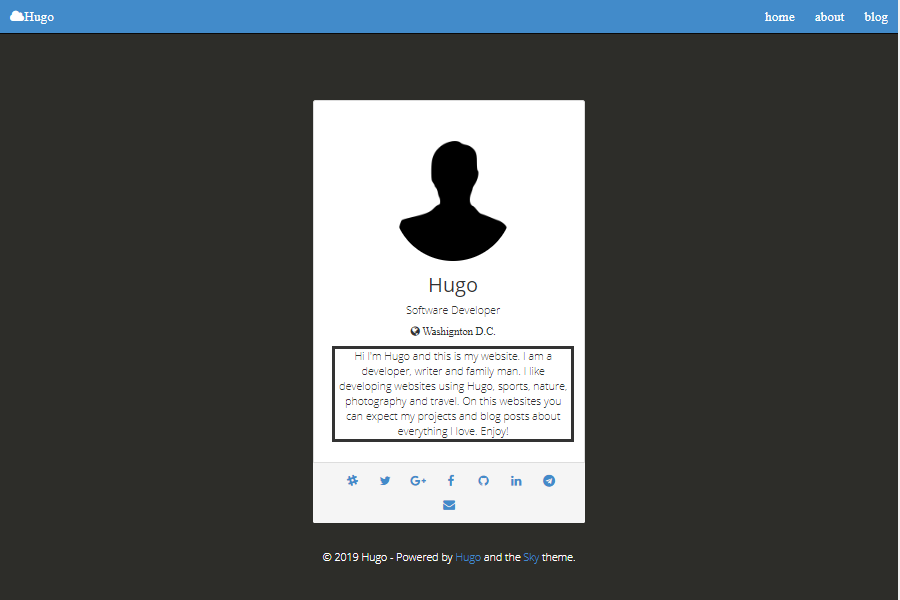 Hugo
home about blog
Hugo
Software Developer
Washignton D.C.
Hi I'm Hugo and this is my website. I am a
developer, writer and family man. I like
developing websites using Hugo, sports, nature,
photography and travel. On this websites you
can expect my projects and blog posts about
everything I love. Enjoy!
© 2019 Hugo - Powered by Hugo and the Sky theme.